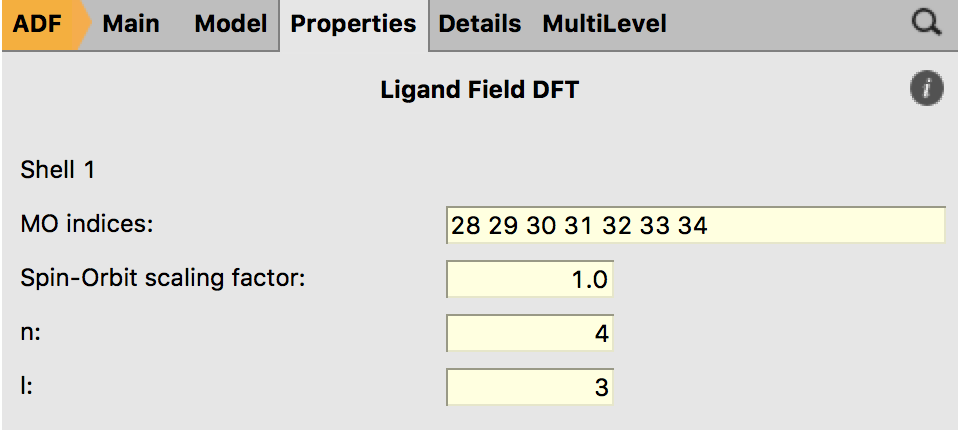 ADF Main Model Properties Details MultiLevel
Ligand Field DFT
i
Shell 1
MO indices: 28 29 30 31 32 33 34
Spin-Orbit scaling factor: 1.0
n: 4
l: 3